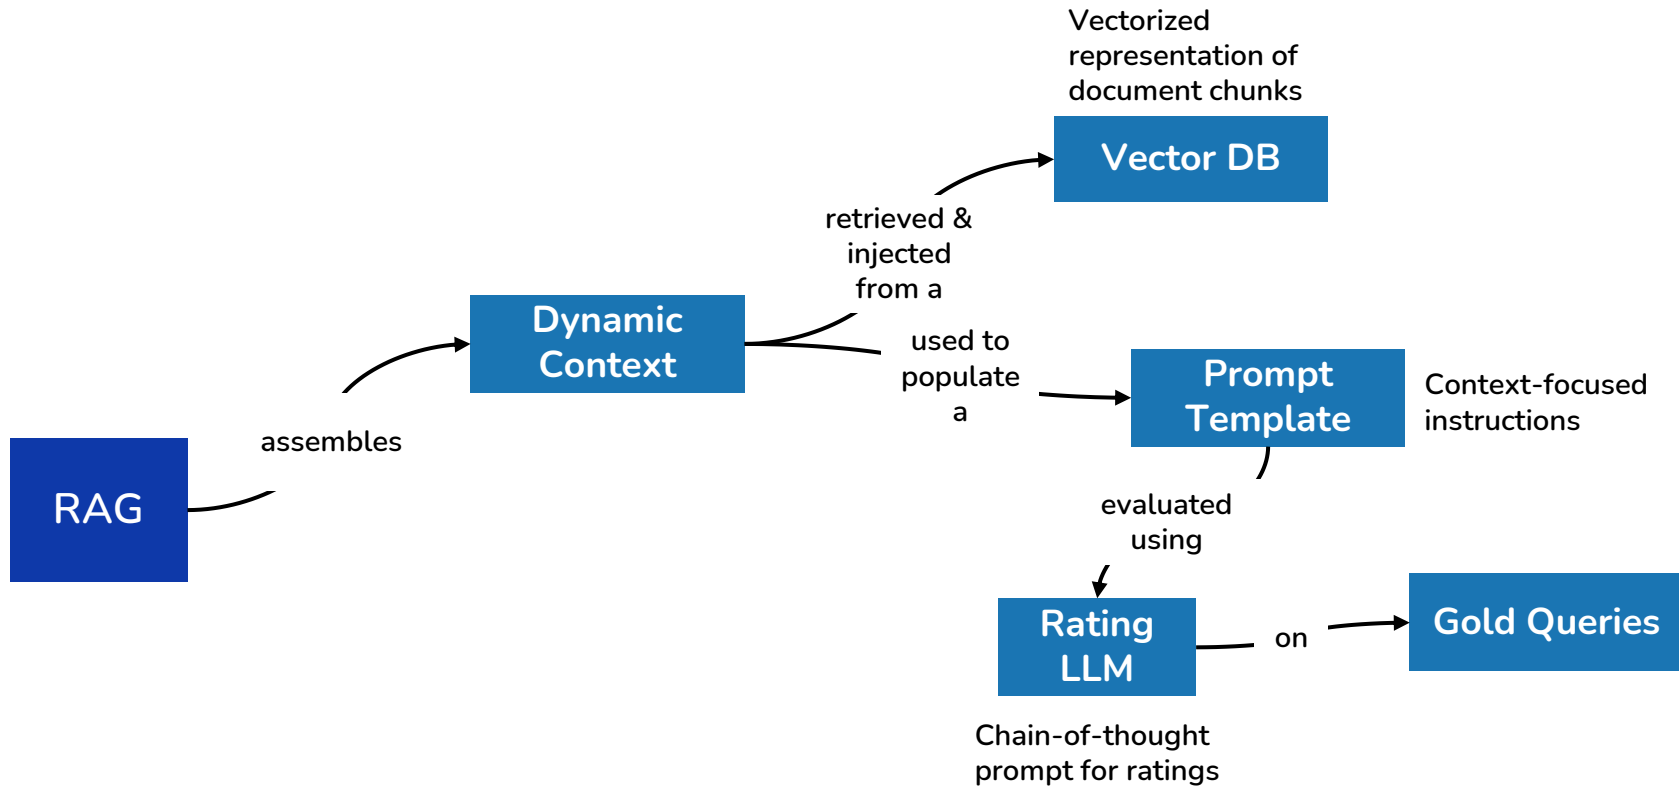 Vectorized
representation of
document chunks
Vector DB
retrieved &
injected
from a
Dynamic
Context
used to
populate
a
Prompt
Template
Context-focused
instructions
assembles
RAG
evaluated
using
Rating
LLM
on
Gold Queries
Chain-of-thought
prompt for ratings